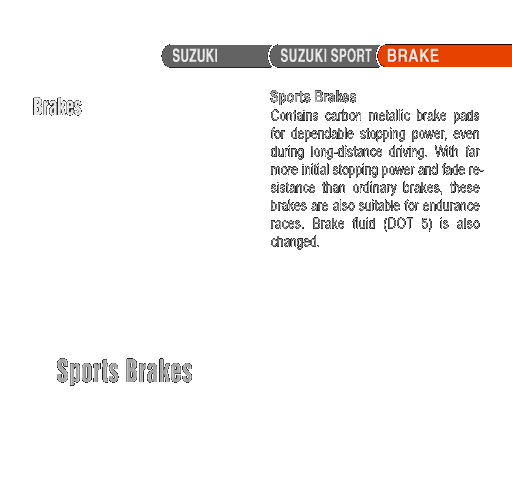 SUZUKI SUZUKI SPORT BRAKE
Brakes
Sports Brakes
Contains carbon metallic brake pads
for dependable stopping power, even
during long-distance driving. With far
more initial stopping power and fade re-
sistance than ordinary brakes, these
brakes are also suitable for endurance
races. Brake fluid (DOT 5) is also
changed.
Sports Brakes